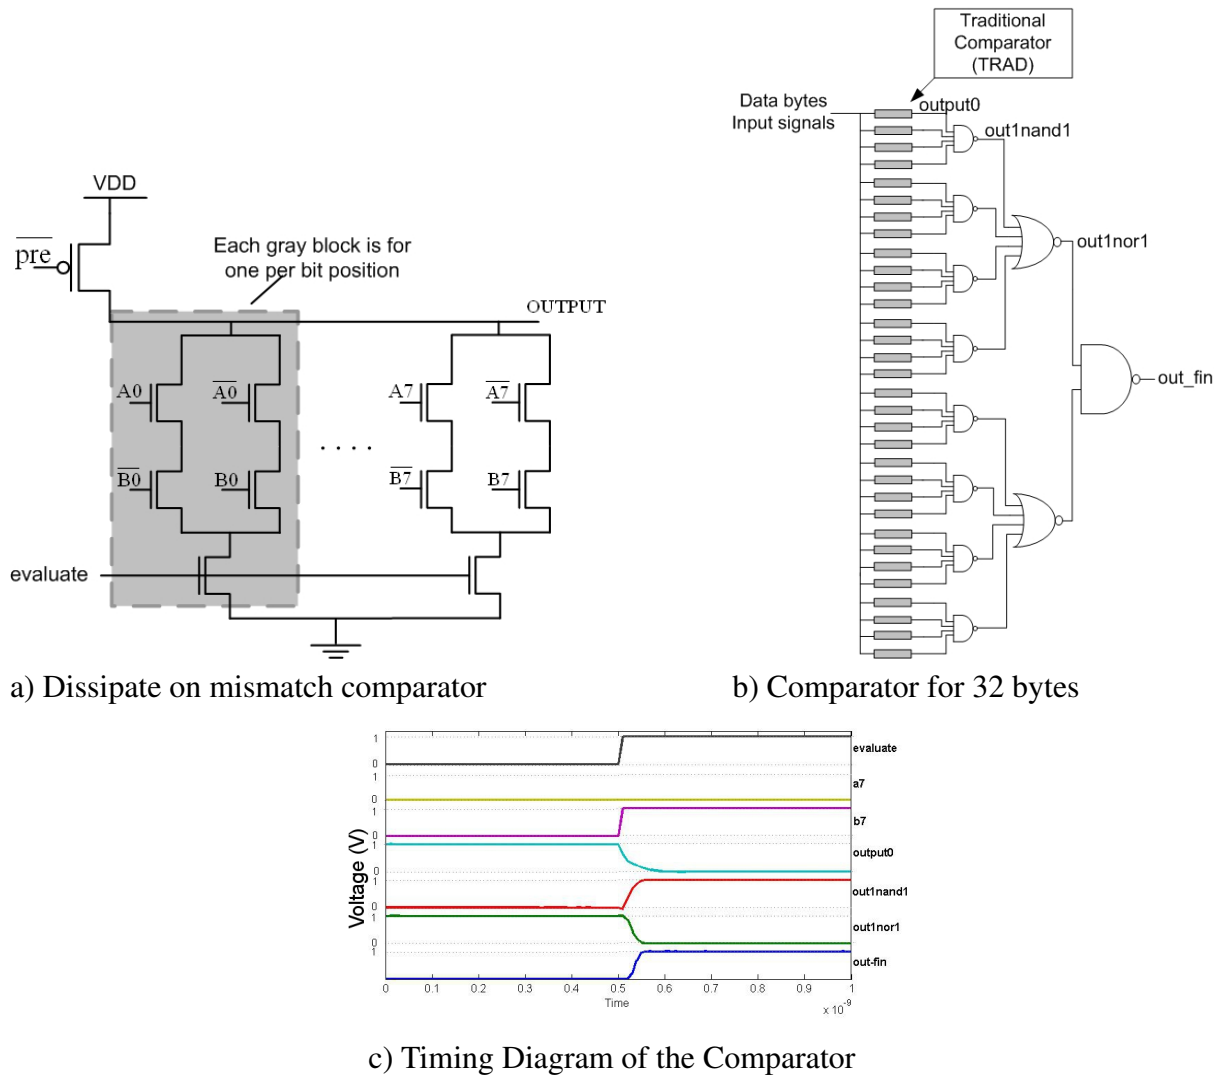 Traditional
Comparator
(TRAD)
Data bytes
Input signals
output0
out1nand1
out1nor1
out_fin
VDD
pre
Each gray block is for
one per bit position
OUTPUT
A0 A0 A7 A7
. . . .
B0 B0 B7 B7
evaluate
a) Dissipate on mismatch comparator
b) Comparator for 32 bytes
Voltage (V)
1 evaluate
0
1 a7
0
1 b7
0
1 output0
0
1 out1nand1
0
1 out1nor1
0
1 out-fin
0 0.1 0.2 0.3 0.4 0.5 0.6 0.7 0.8 0.9 1
Time
x 10-9
c) Timing Diagram of the Comparator